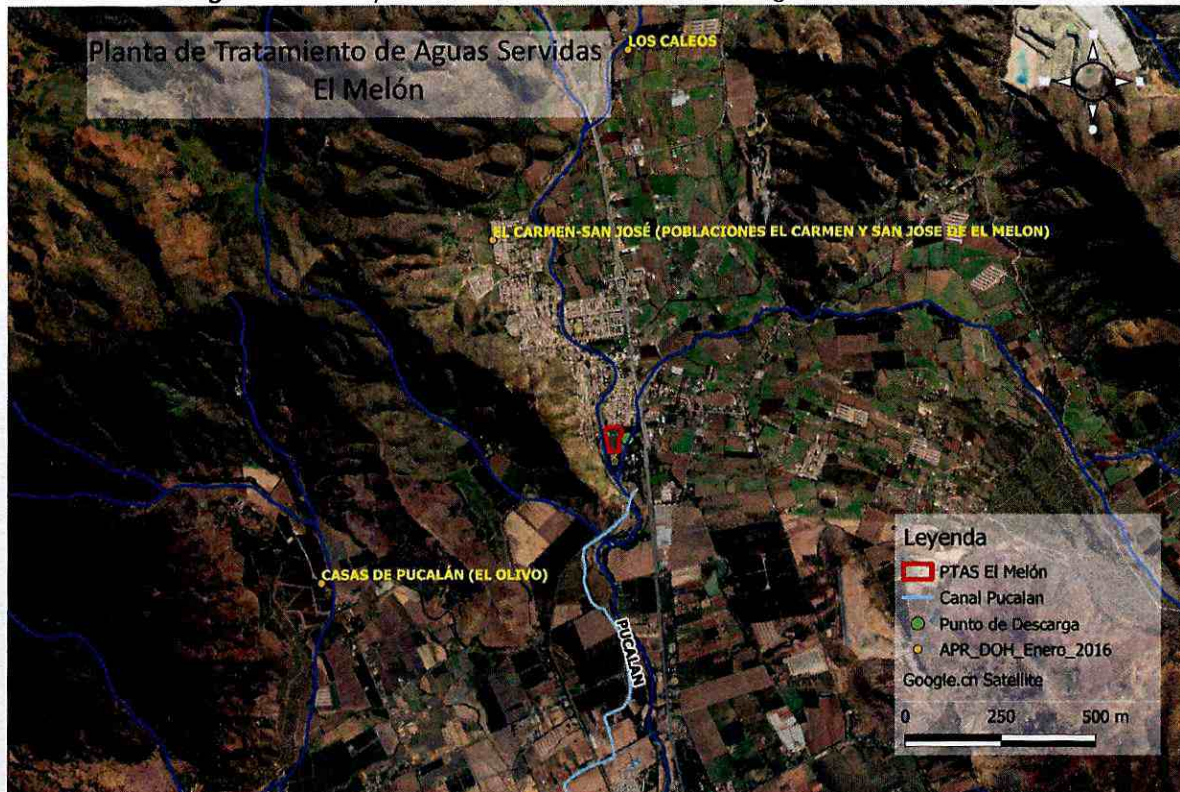 Planta de Tratamiento de Aguas Servidas
El Melón
LOS CALEOS
EL CARMEN-SAN JOSÉ (POBLACIONES EL CARMEN Y SAN JOSE DE EL MELON)
CASAS DE PUCALÁN (EL OLIVO)
PUCALAN
Leyenda
PTAS El Melón
Canal Pucalan
Punto de Descarga
APR_DOH_Enero_2016
Google.cn Satellite
0 250 500 m